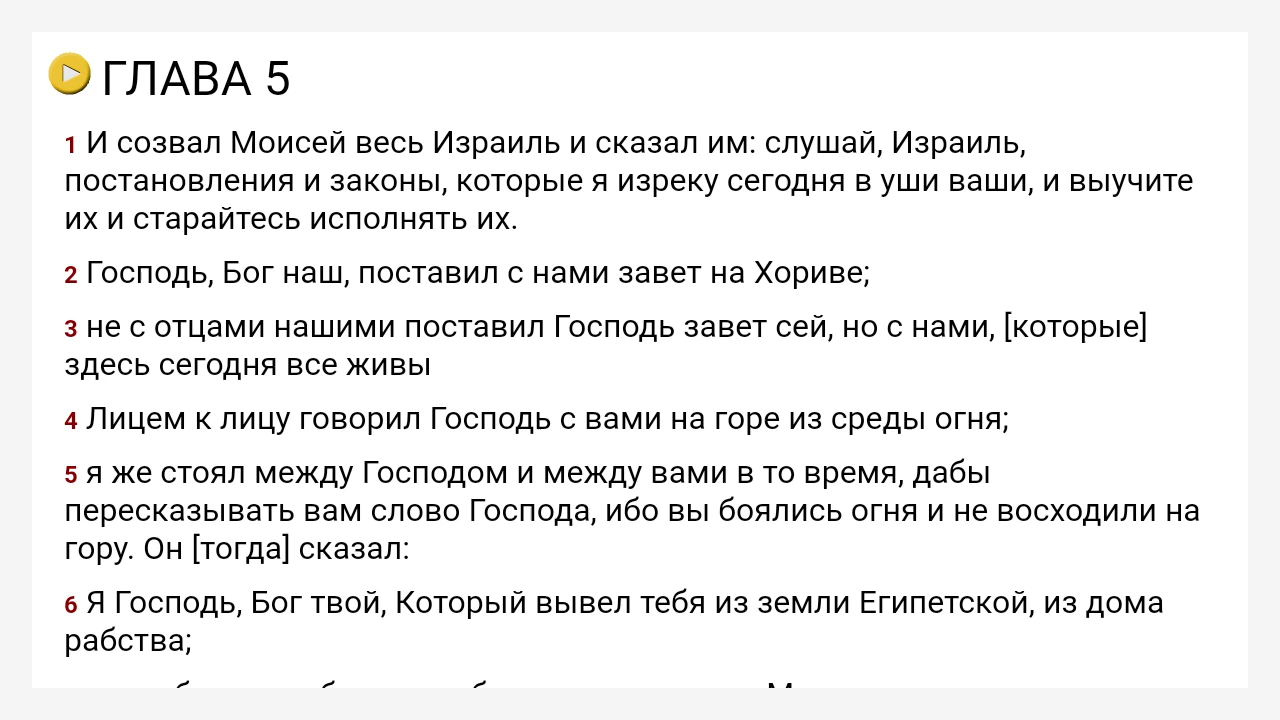 ГЛАВА 5
1 И созвал Моисей весь Израиль и сказал им: слушай, Израиль,
постановления и законы, которые я изреку сегодня в уши ваши, и выучите
их и старайтесь исполнять их.
2 Господь, Бог наш, поставил с нами завет на Хориве;
3 не с отцами нашими поставил Господь завет сей, но с нами, [которые]
здесь сегодня все живы
4 Лицем к лицу говорил Господь с вами на горе из среды огня;
5 я же стоял между Господом и между вами в то время, дабы
пересказывать вам слово Господа, ибо вы боялись огня и не восходили на
гору. Он [тогда] сказал:
6 Я Господь, Бог твой, Который вывел тебя из земли Египетской, из дома
рабства;